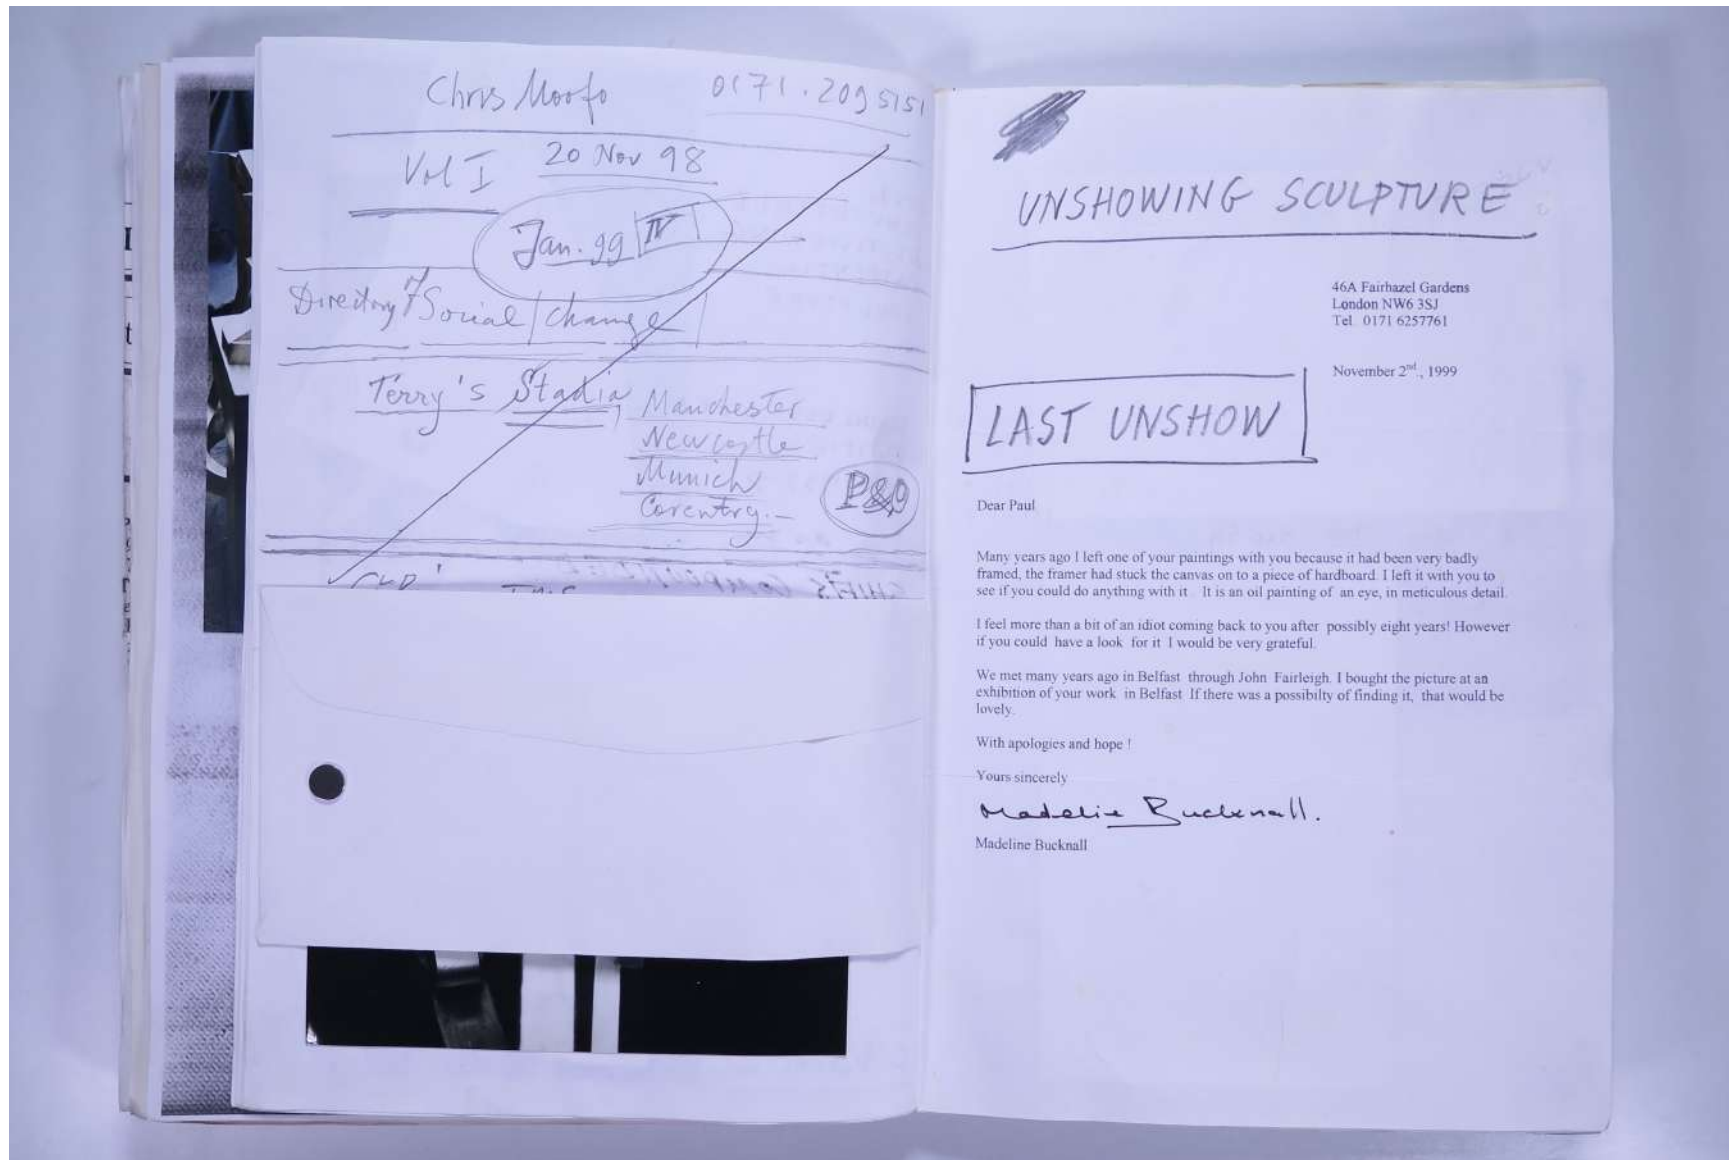 Chris Moofo 0171.209 5151
Vol I 20 Nov 98
Jan. 99 IV
Directory of Social change
Terry's Stadia, Manchester
Newcastle
Munich
Coventry.
P&O
UNSHOWING SCULPTURE
46A Fairhazel Gardens
London NW6 3SJ
Tel 0171 6257761
November 2nd., 1999
LAST UNSHOW
Dear Paul
Many years ago I left one of your paintings with you because it had been very badly
framed, the framer had stuck the canvas on to a piece of hardboard. I left it with you to
see if you could do anything with it. It is an oil painting of an eye, in meticulous detail.
I feel more than a bit of an idiot coming back to you after possibly eight years! However
if you could have a look for it I would be very grateful.
We met many years ago in Belfast through John Fairleigh. I bought the picture at an
exhibition of your work in Belfast If there was a possibilty of finding it, that would be
lovely.
With apologies and hope !
Yours sincerely
Madeline Bucknall.
Madeline Bucknall